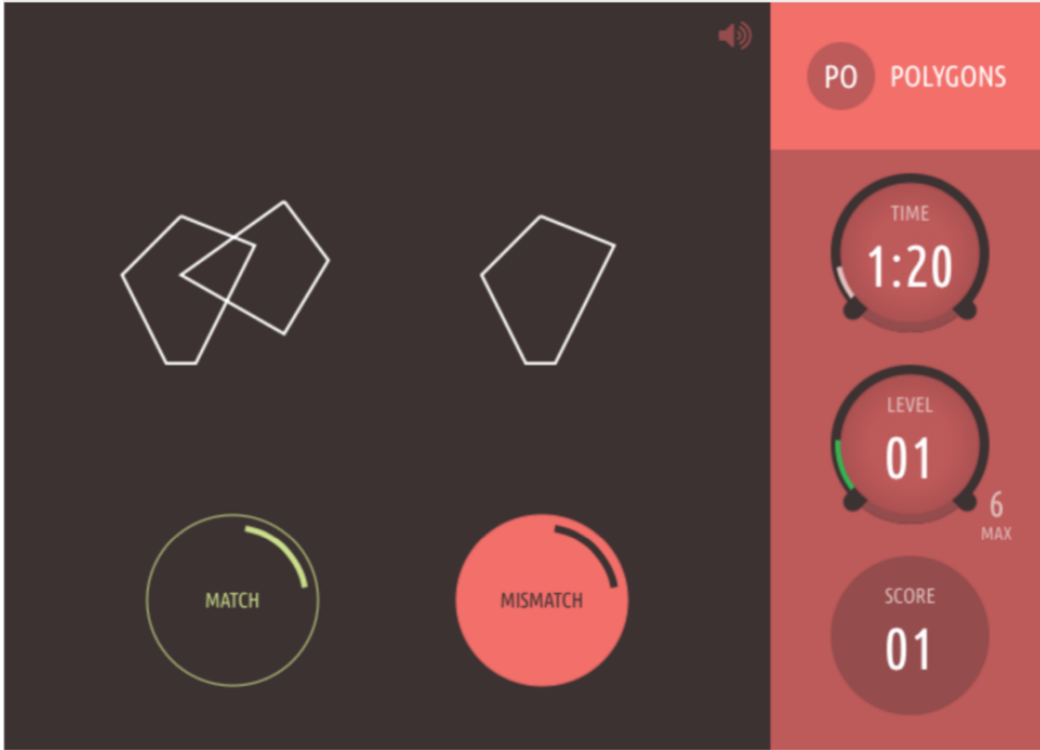 PO POLYGONS
TIME
1:20
LEVEL
01
6
MAX
MATCH
MISMATCH
SCORE
01